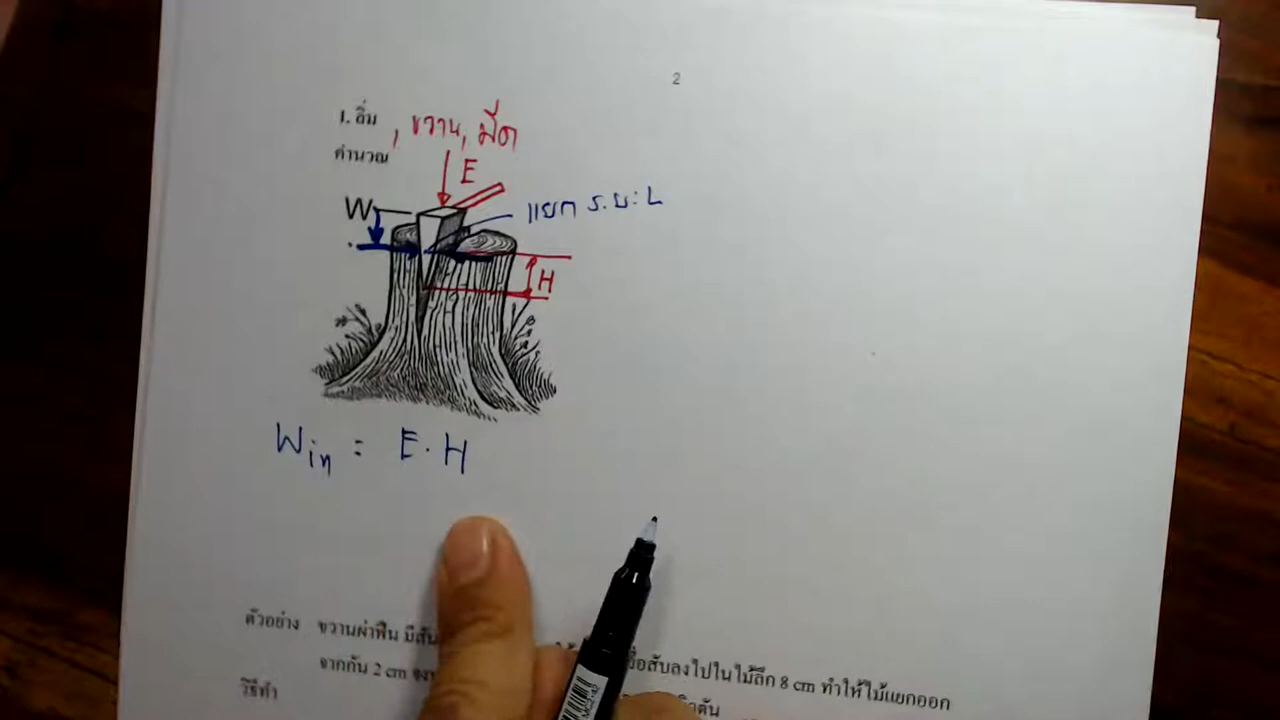 2
1. ลิ่ม , ขวาน, มีด
คำนวณ
E
W
แยก ระยะ L
H
Win = E·H
ตัวอย่าง ขวานผ่าฟืน มีสัน
สับลงไปในไม้ลึก 8 cm ทำให้ไม้แยกออก
จากกัน 2 cm
วิธีทำ